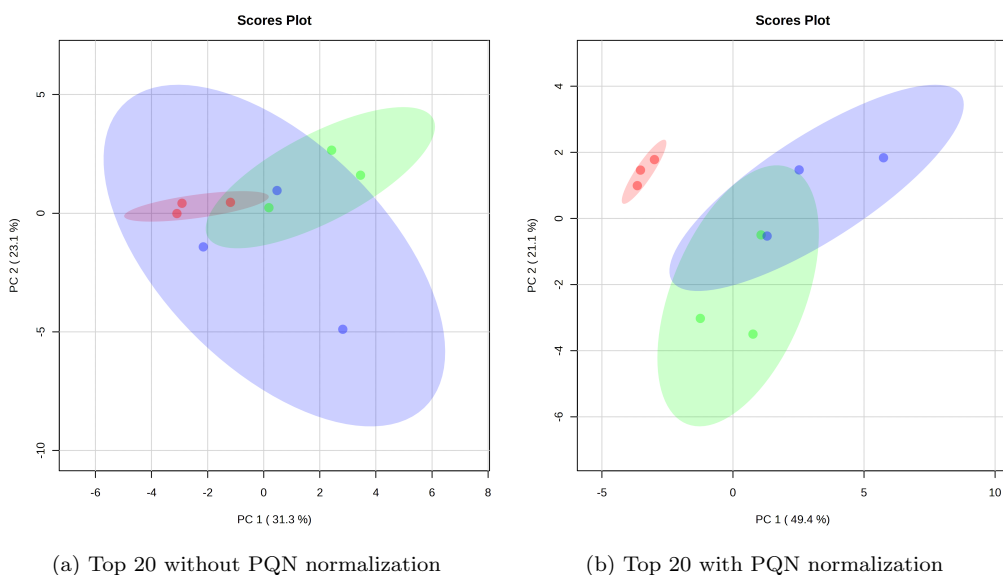 Scores Plot
5
0
-5
-10
PC 2 ( 23.1 %)
-6
-4
-2
0
2
4
6
8
PC 1 ( 31.3 %)
(a) Top 20 without PQN normalization
Scores Plot
4
2
0
-2
-4
-6
PC 2 ( 21.1 %)
-5
0
5
10
PC 1 ( 49.4 %)
(b) Top 20 with PQN normalization